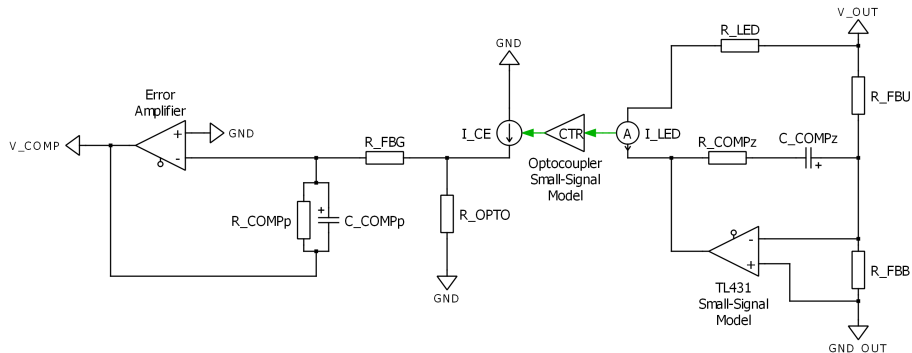 V_OUT
R_LED
GND
R_FBU
Error
Amplifier
+
GND
V_COMP
-
R_FBG
I_CE
CTR
A
I_LED
R_COMPz
C_COMPz
+
Optocoupler
Small-Signal
Model
R_COMPp
+
C_COMPp
R_OPTO
-
+
R_FBB
TL431
Small-Signal
Model
GND
GND_OUT